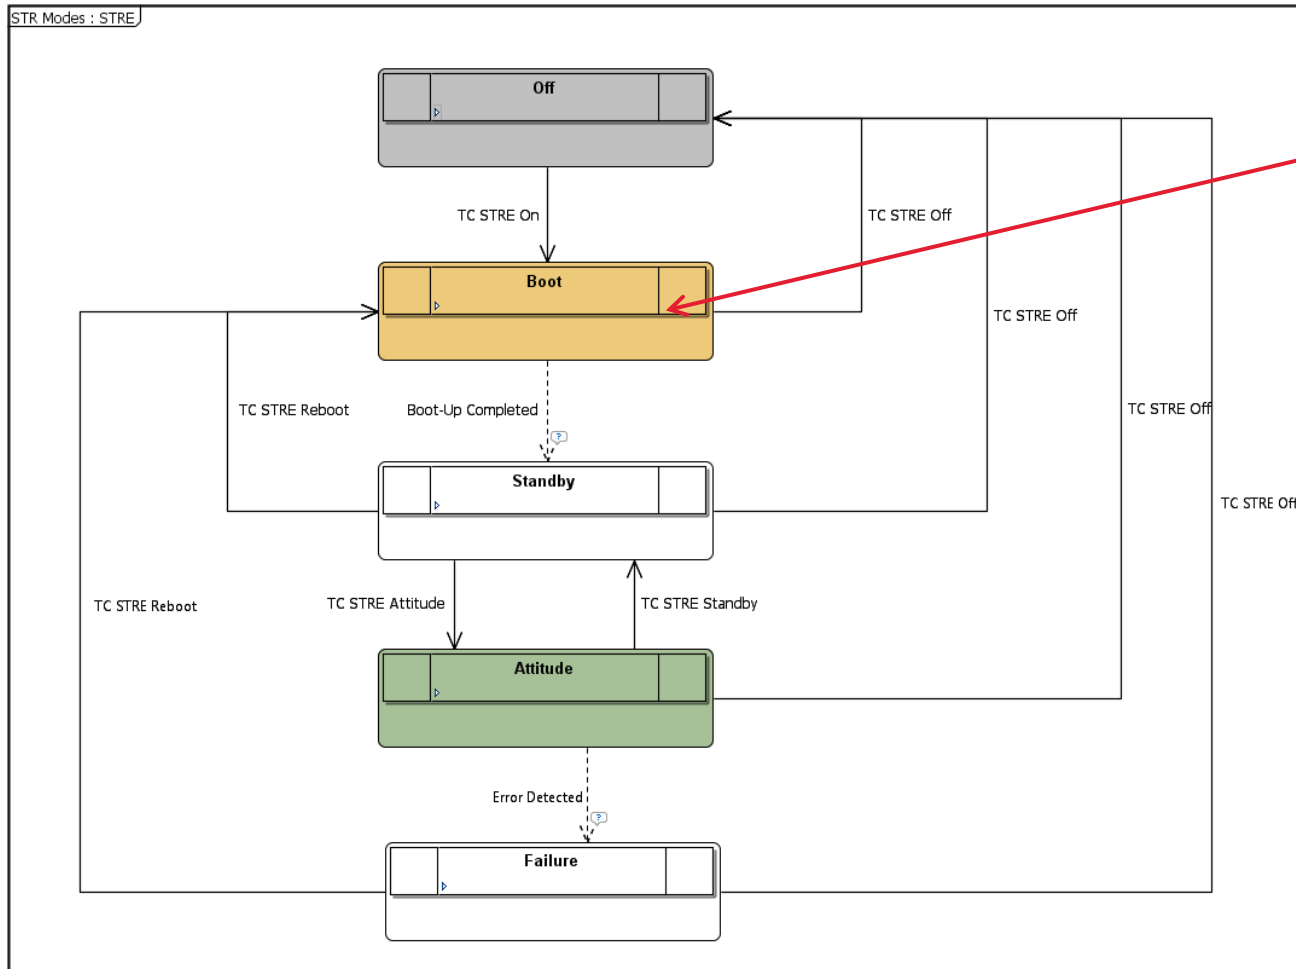 STR Modes : STRE
Off
TC STRE On
TC STRE Off
Boot
TC STRE Off
TC STRE Reboot
Boot-Up Completed
TC STRE Off
?
Standby
TC STRE Off
TC STRE Reboot
TC STRE Attitude
TC STRE Standby
Attitude
Error Detected
?
Failure